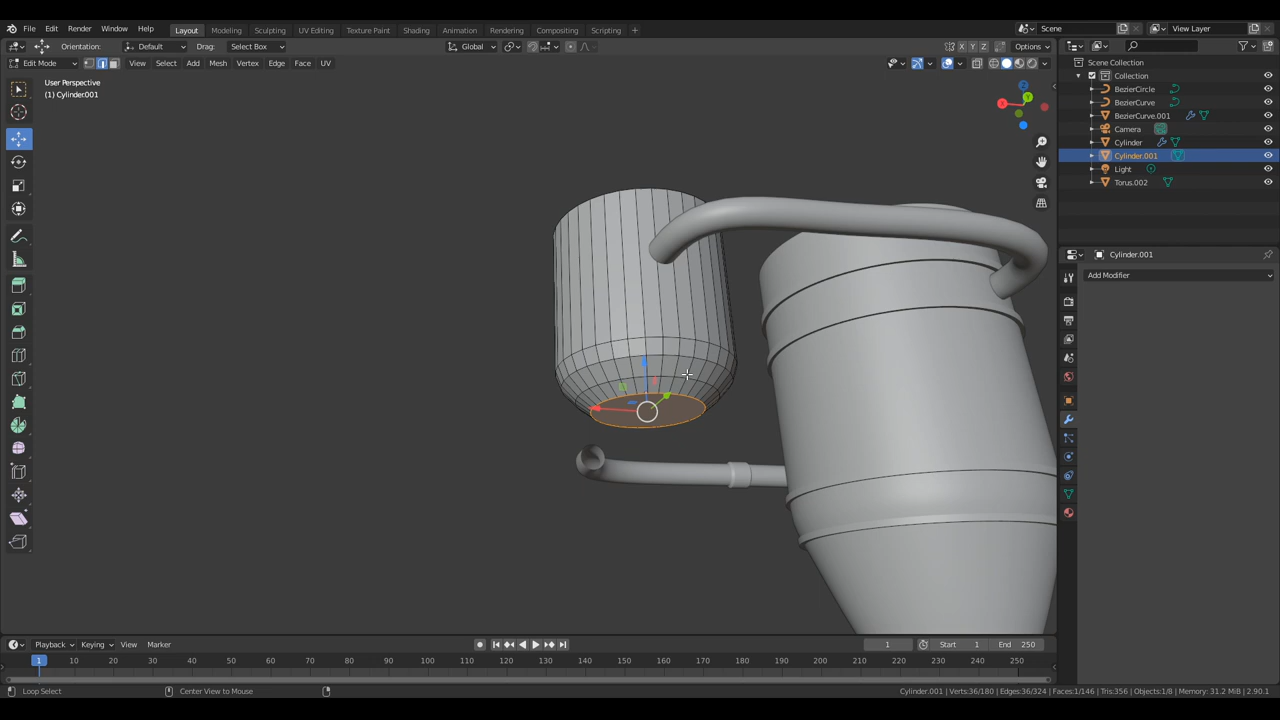 File Edit Render Window Help Layout Modeling Sculpting UV Editing Texture Paint Shading Animation Rendering Compositing Scripting + Scene View Layer
Orientation: Default Drag: Select Box Global X Y Z Options
Edit Mode View Select Add Mesh Vertex Edge Face UV
Scene Collection
Collection
BezierCircle
BezierCurve
BezierCurve.001
Camera
Cylinder
Cylinder.001
Light
Torus.002
User Perspective
(1) Cylinder.001
Z
X
Y
Cylinder.001
Add Modifier
Playback Keying View Marker 1 Start 1 End 250
1 10 20 30 40 50 60 70 80 90 100 110 120 130 140 150 160 170 180 190 200 210 220 230 240 250
Loop Select Center View to Mouse Cylinder.001 | Verts:36/180 | Edges:36/324 | Faces:1/146 | Tris:356 | Objects:1/8 | Memory: 31.2 MiB | 2.90.1